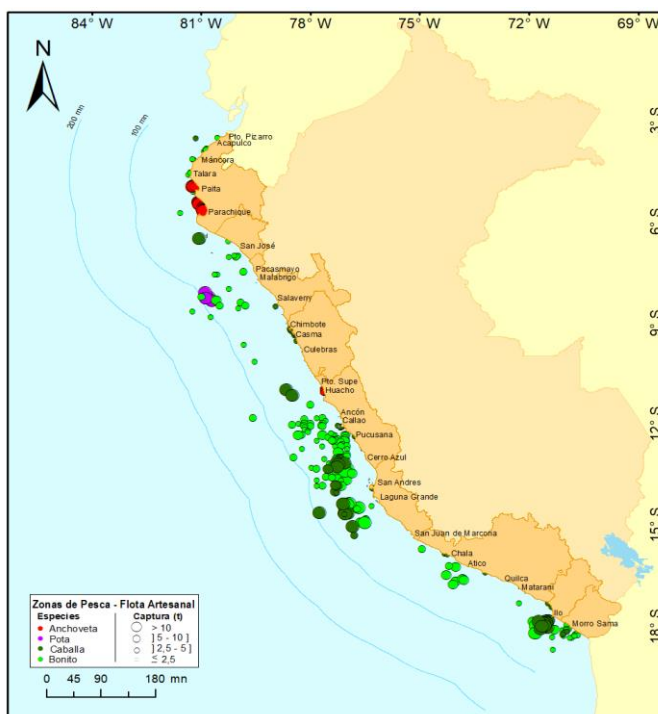 84° W 81° W 78° W 75° W 72° W 69° W
N
200 mn
100 mn
3° S
6° S
9° S
12° S
15° S
18° S
Pto. Pizarro
Acapulco
Máncora
Talara
Paita
Parachique
San José
Pacasmayo
Malabrigo
Salaverry
Chimbote
Casma
Culebras
Pto. Supe
Huacho
Ancón
Callao
Pucusana
Cerro Azul
San Andres
Laguna Grande
San Juan de Marcona
Chala
Atico
Quilca
Matarani
Ilo
Morro Sama
Zonas de Pesca - Flota Artesanal
Especies Captura (t)
Anchoveta > 10
Pota ] 5 - 10 ]
Caballa ] 2,5 - 5 ]
Bonito ≤ 2,5
0 45 90 180 mn